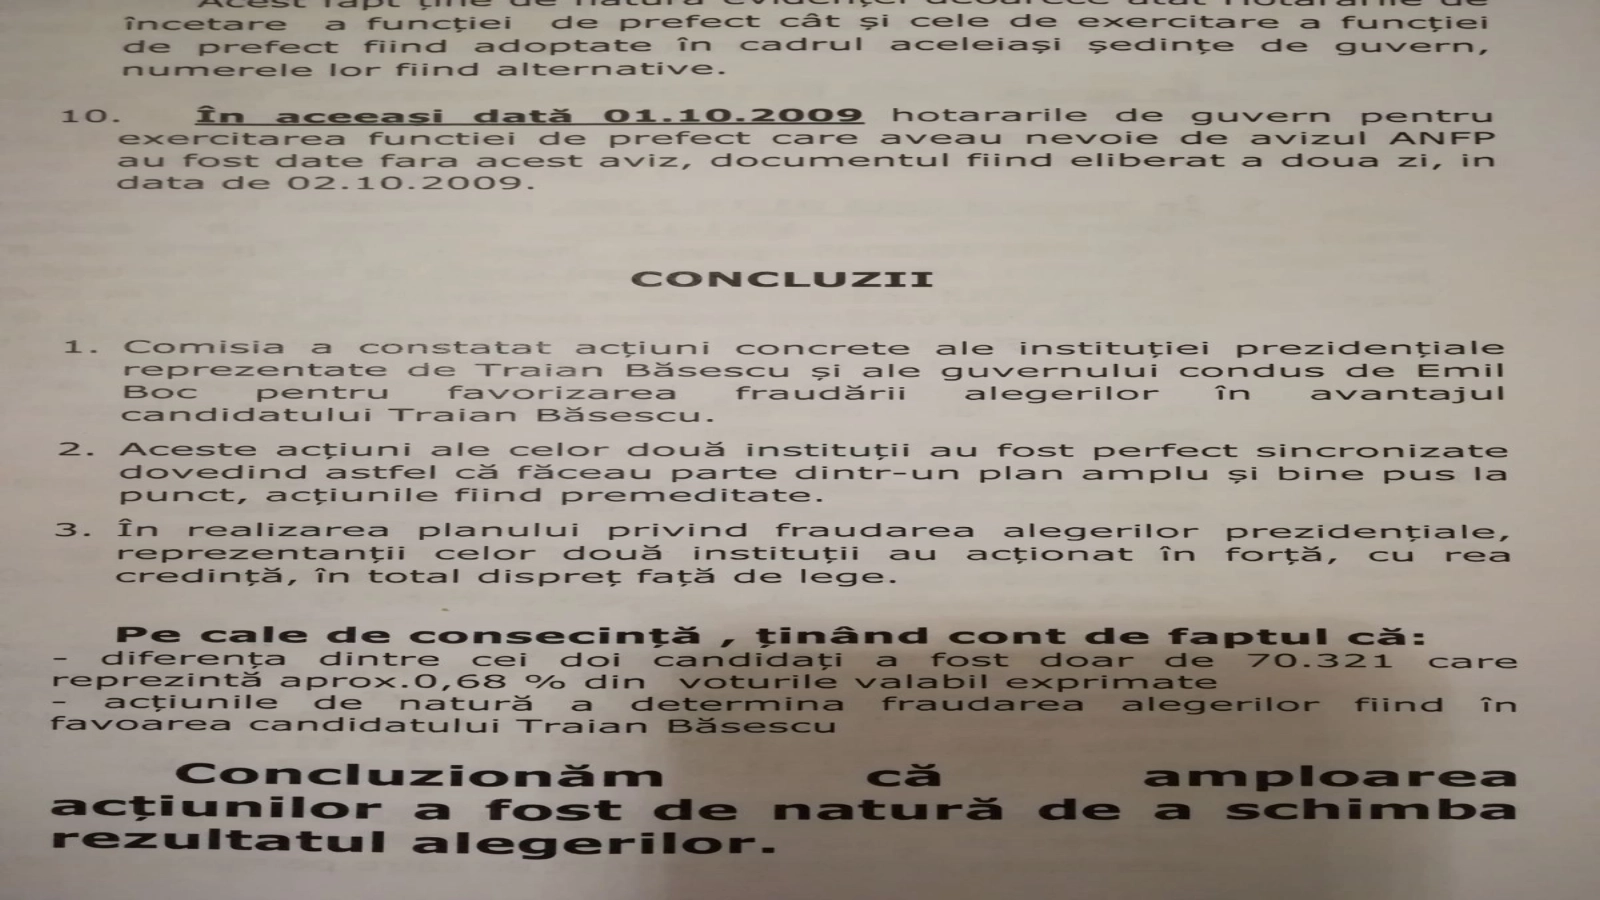 Acest fapt ține de natura evidenței deoarece atât Hotărârile de
încetare a funcției de prefect cât și cele de exercitare a funcției
de prefect fiind adoptate în cadrul aceleiași ședințe de guvern,
numerele lor fiind alternative.
10. În aceeași dată 01.10.2009 hotararile de guvern pentru
exercitarea functiei de prefect care aveau nevoie de avizul ANFP
au fost date fara acest aviz, documentul fiind eliberat a doua zi, in
data de 02.10.2009.
CONCLUZII
1. Comisia a constatat acțiuni concrete ale instituției prezidențiale
reprezentate de Traian Băsescu și ale guvernului condus de Emil
Boc pentru favorizarea fraudării alegerilor în avantajul
candidatului Traian Băsescu.
2. Aceste acțiuni ale celor două instituții au fost perfect sincronizate
dovedind astfel că făceau parte dintr-un plan amplu și bine pus la
punct, acțiunile fiind premeditate.
3. În realizarea planului privind fraudarea alegerilor prezidențiale,
reprezentanții celor două instituții au acționat în forță, cu rea
credință, în total dispreț față de lege.
Pe cale de consecință , ținând cont de faptul că:
- diferența dintre cei doi candidați a fost doar de 70.321 care
reprezintă aprox.0,68 % din voturile valabil exprimate
- acțiunile de natură a determina fraudarea alegerilor fiind în
favoarea candidatului Traian Băsescu
Concluzionăm că amploarea
acțiunilor a fost de natură de a schimba
rezultatul alegerilor.